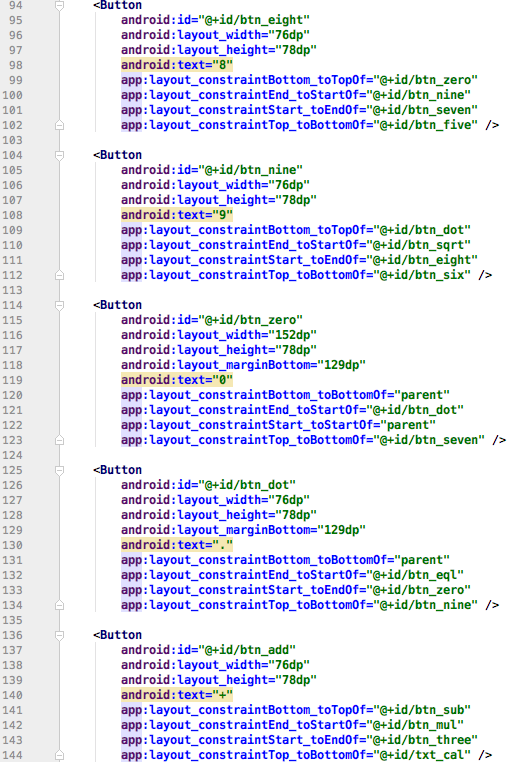 94 <Button
95 android:id="@+id/btn_eight"
96 android:layout_width="76dp"
97 android:layout_height="78dp"
98 android:text="8"
99 app:layout_constraintBottom_toTopOf="@+id/btn_zero"
100 app:layout_constraintEnd_toStartOf="@+id/btn_nine"
101 app:layout_constraintStart_toEndOf="@+id/btn_seven"
102 app:layout_constraintTop_toBottomOf="@+id/btn_five" />
103
104 <Button
105 android:id="@+id/btn_nine"
106 android:layout_width="76dp"
107 android:layout_height="78dp"
108 android:text="9"
109 app:layout_constraintBottom_toTopOf="@+id/btn_dot"
110 app:layout_constraintEnd_toStartOf="@+id/btn_sqrt"
111 app:layout_constraintStart_toEndOf="@+id/btn_eight"
112 app:layout_constraintTop_toBottomOf="@+id/btn_six" />
113
114 <Button
115 android:id="@+id/btn_zero"
116 android:layout_width="152dp"
117 android:layout_height="78dp"
118 android:layout_marginBottom="129dp"
119 android:text="0"
120 app:layout_constraintBottom_toBottomOf="parent"
121 app:layout_constraintEnd_toStartOf="@+id/btn_dot"
122 app:layout_constraintStart_toStartOf="parent"
123 app:layout_constraintTop_toBottomOf="@+id/btn_seven" />
124
125 <Button
126 android:id="@+id/btn_dot"
127 android:layout_width="76dp"
128 android:layout_height="78dp"
129 android:layout_marginBottom="129dp"
130 android:text="."
131 app:layout_constraintBottom_toBottomOf="parent"
132 app:layout_constraintEnd_toStartOf="@+id/btn_eql"
133 app:layout_constraintStart_toEndOf="@+id/btn_zero"
134 app:layout_constraintTop_toBottomOf="@+id/btn_nine" />
135
136 <Button
137 android:id="@+id/btn_add"
138 android:layout_width="76dp"
139 android:layout_height="78dp"
140 android:text="+"
141 app:layout_constraintBottom_toTopOf="@+id/btn_sub"
142 app:layout_constraintEnd_toStartOf="@+id/btn_mul"
143 app:layout_constraintStart_toEndOf="@+id/btn_three"
144 app:layout_constraintTop_toBottomOf="@+id/txt_cal" />